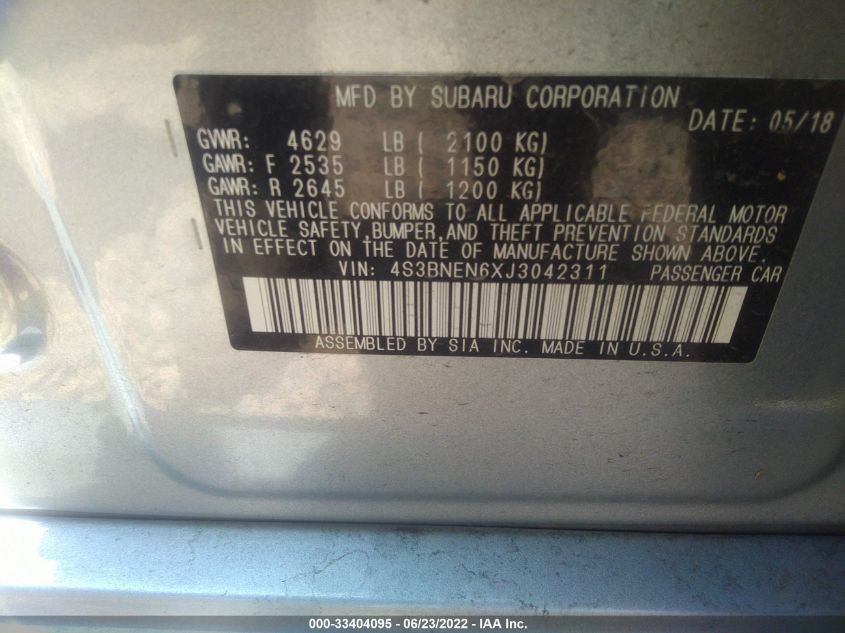 MFD BY SUBARU CORPORATION
DATE: 05/18
GVWR: 4629 LB ( 2100 KG)
GAWR: F 2535 LB ( 1150 KG)
GAWR: R 2645 LB ( 1200 KG)
THIS VEHICLE CONFORMS TO ALL APPLICABLE FEDERAL MOTOR
VEHICLE SAFETY,BUMPER,AND THEFT PREVENTION STANDARDS
IN EFFECT ON THE DATE OF MANUFACTURE SHOWN ABOVE.
VIN: 4S3BNEN6XJ3042311 PASSENGER CAR
ASSEMBLED BY SIA INC. MADE IN U.S.A.
000-33404095 - 06/23/2022 - IAA Inc.